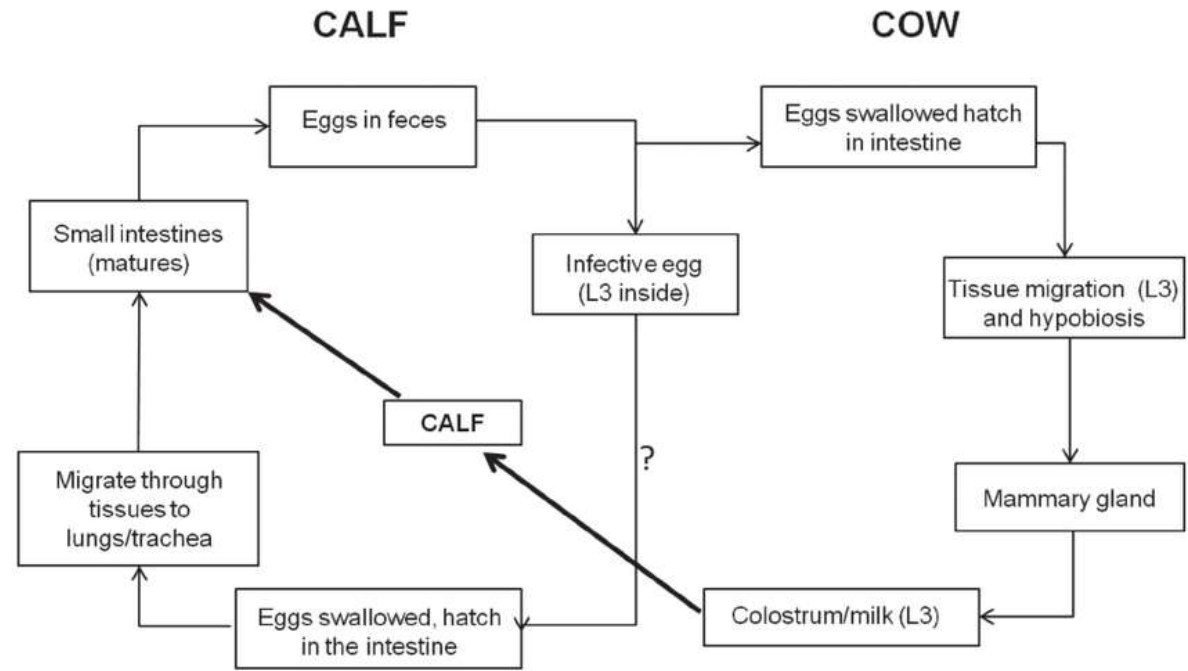 CALF
COW
Eggs in feces
Eggs swallowed hatch
in intestine
Small intestines
(matures)
Infective egg
(L3 inside)
Tissue migration (L3)
and hypobiosis
CALF
?
Migrate through
tissues to
lungs/trachea
Mammary gland
Eggs swallowed, hatch
in the intestine
Colostrum/milk (L3)